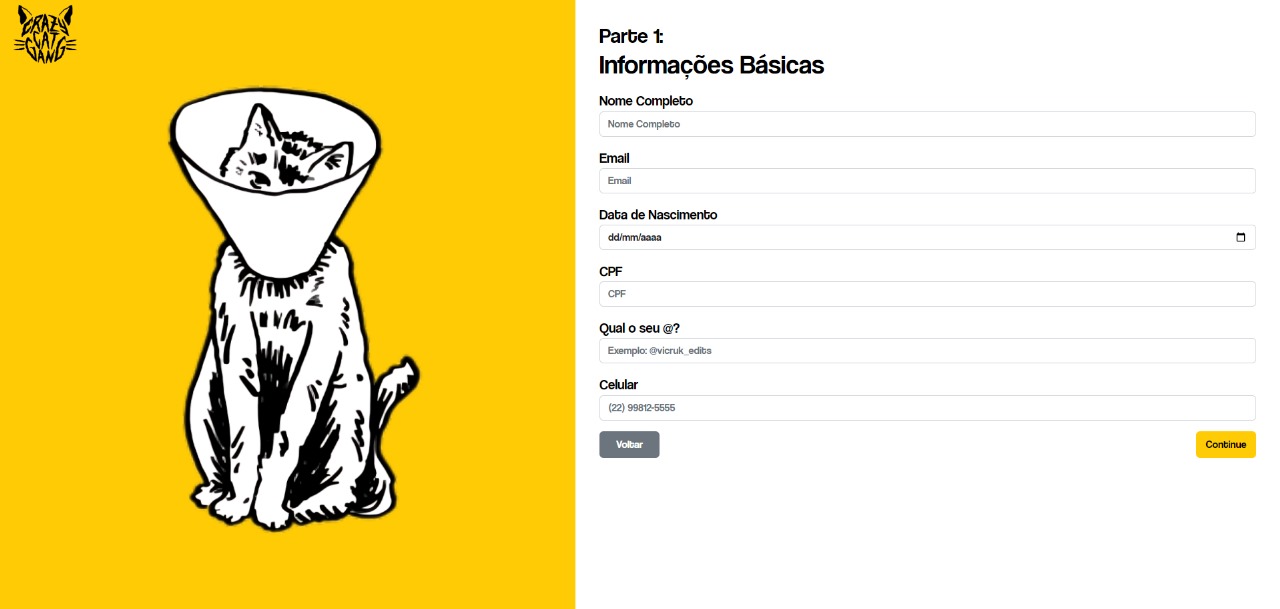 CRAZY
CAT
GANG
Parte 1:
Informações Básicas
Nome Completo
Nome Completo
Email
Email
Data de Nascimento
dd/mm/aaaa
CPF
CPF
Qual o seu @?
Exemplo: @vicruk_edits
Celular
(22) 99812-5555
Voltar
Continue